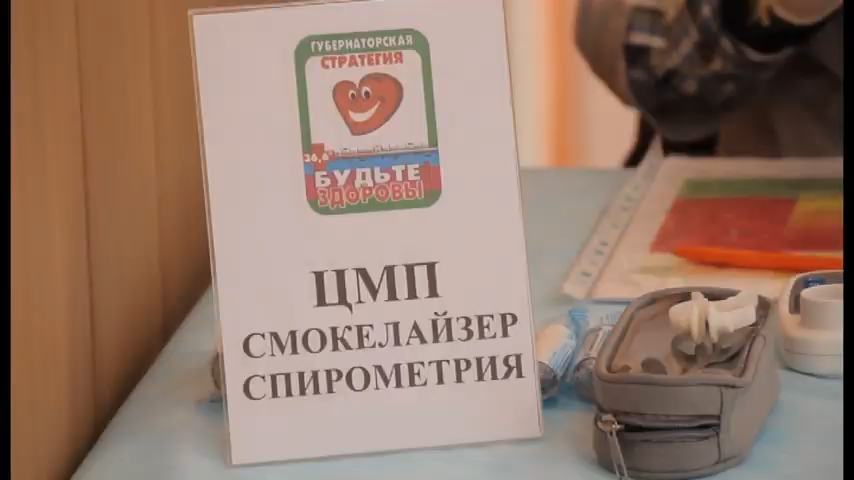 ГУБЕРНАТОРСКАЯ
СТРАТЕГИЯ
36,6°
БУДЬТЕ
ЗДОРОВЫ
ЦМП
СМОКЕЛАЙЗЕР
СПИРОМЕТРИЯ